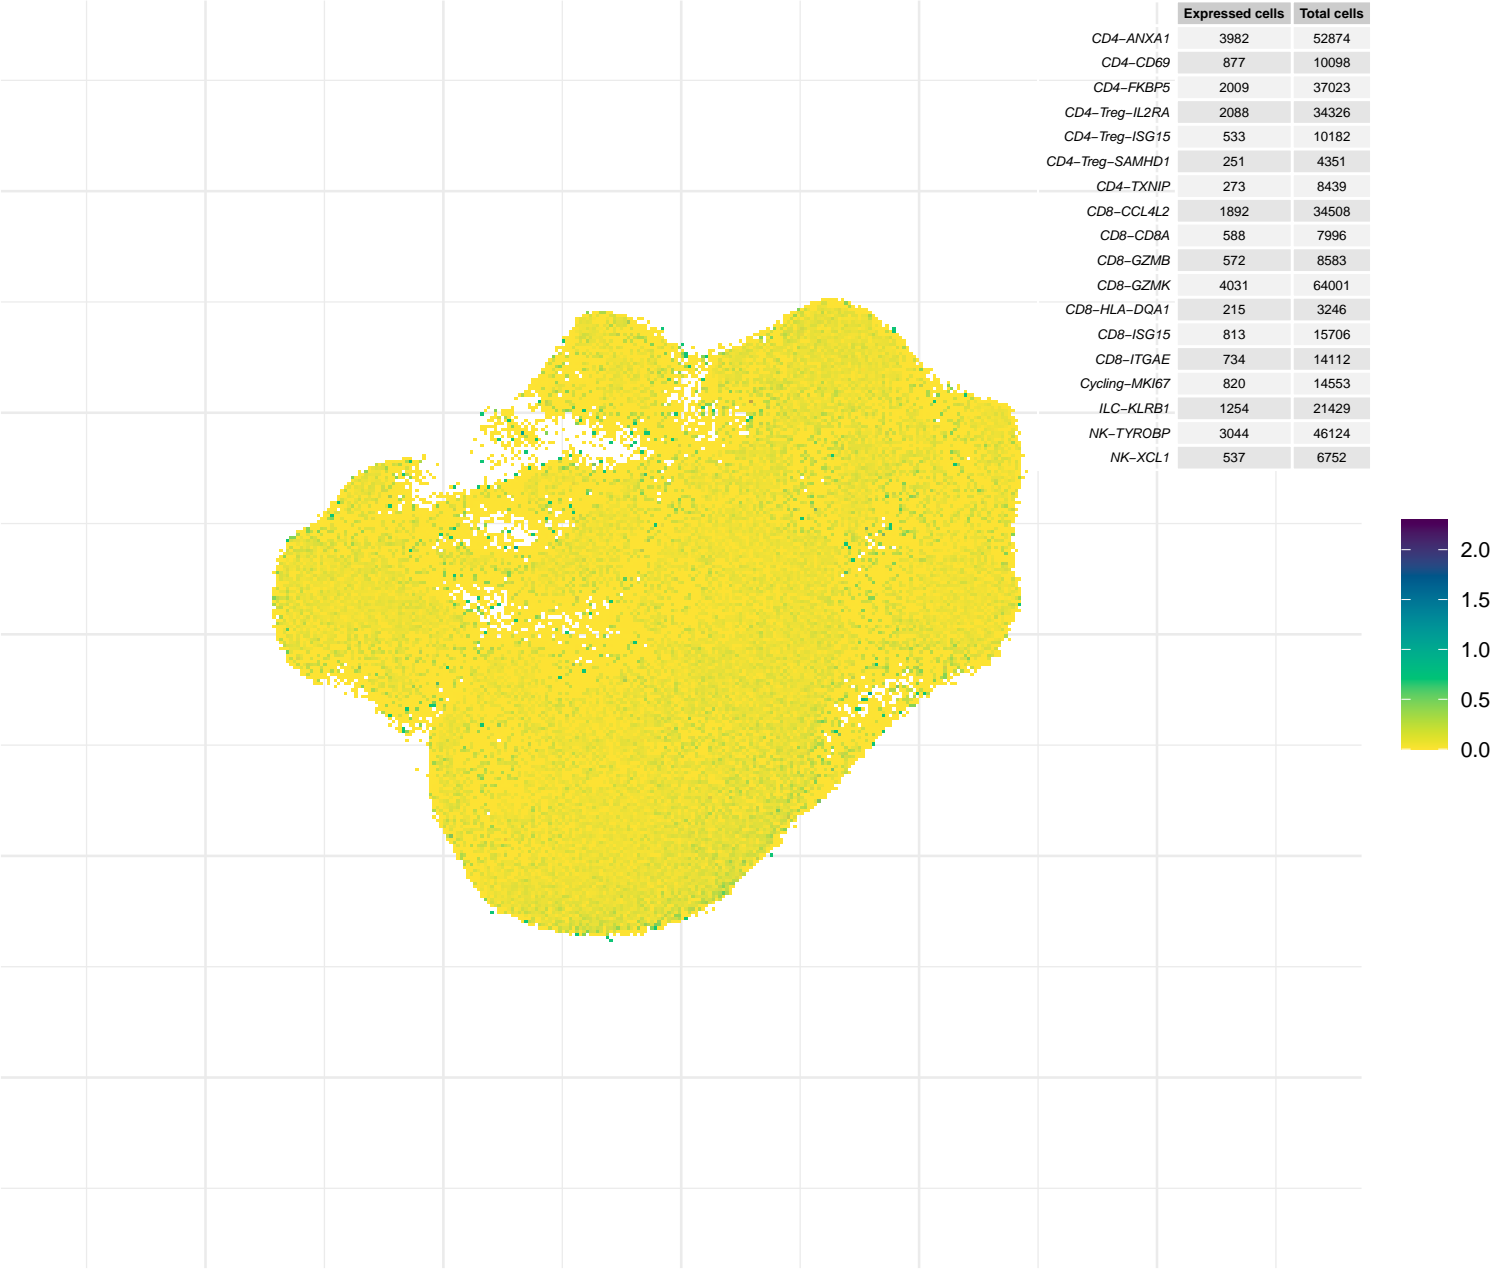 Expressed cells Total cells
CD4−ANXA1 3982 52874
CD4−CD69 877 10098
CD4−FKBP5 2009 37023
CD4−Treg−IL2RA 2088 34326
CD4−Treg−ISG15 533 10182
CD4−Treg−SAMHD1 251 4351
CD4−TXNIP 273 8439
CD8−CCL4L2 1892 34508
CD8−CD8A 588 7996
CD8−GZMB 572 8583
CD8−GZMK 4031 64001
CD8−HLA−DQA1 215 3246
CD8−ISG15 813 15706
CD8−ITGAE 734 14112
Cycling−MKI67 820 14553
ILC−KLRB1 1254 21429
NK−TYROBP 3044 46124
NK−XCL1 537 6752
2.0
1.5
1.0
0.5
0.0